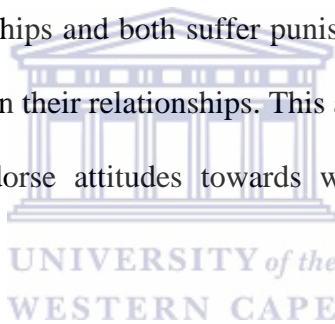 hips and both suffer punis
n their relationships. This
dorse attitudes towards w
UNIVERSITY of the
WESTERN CAPE